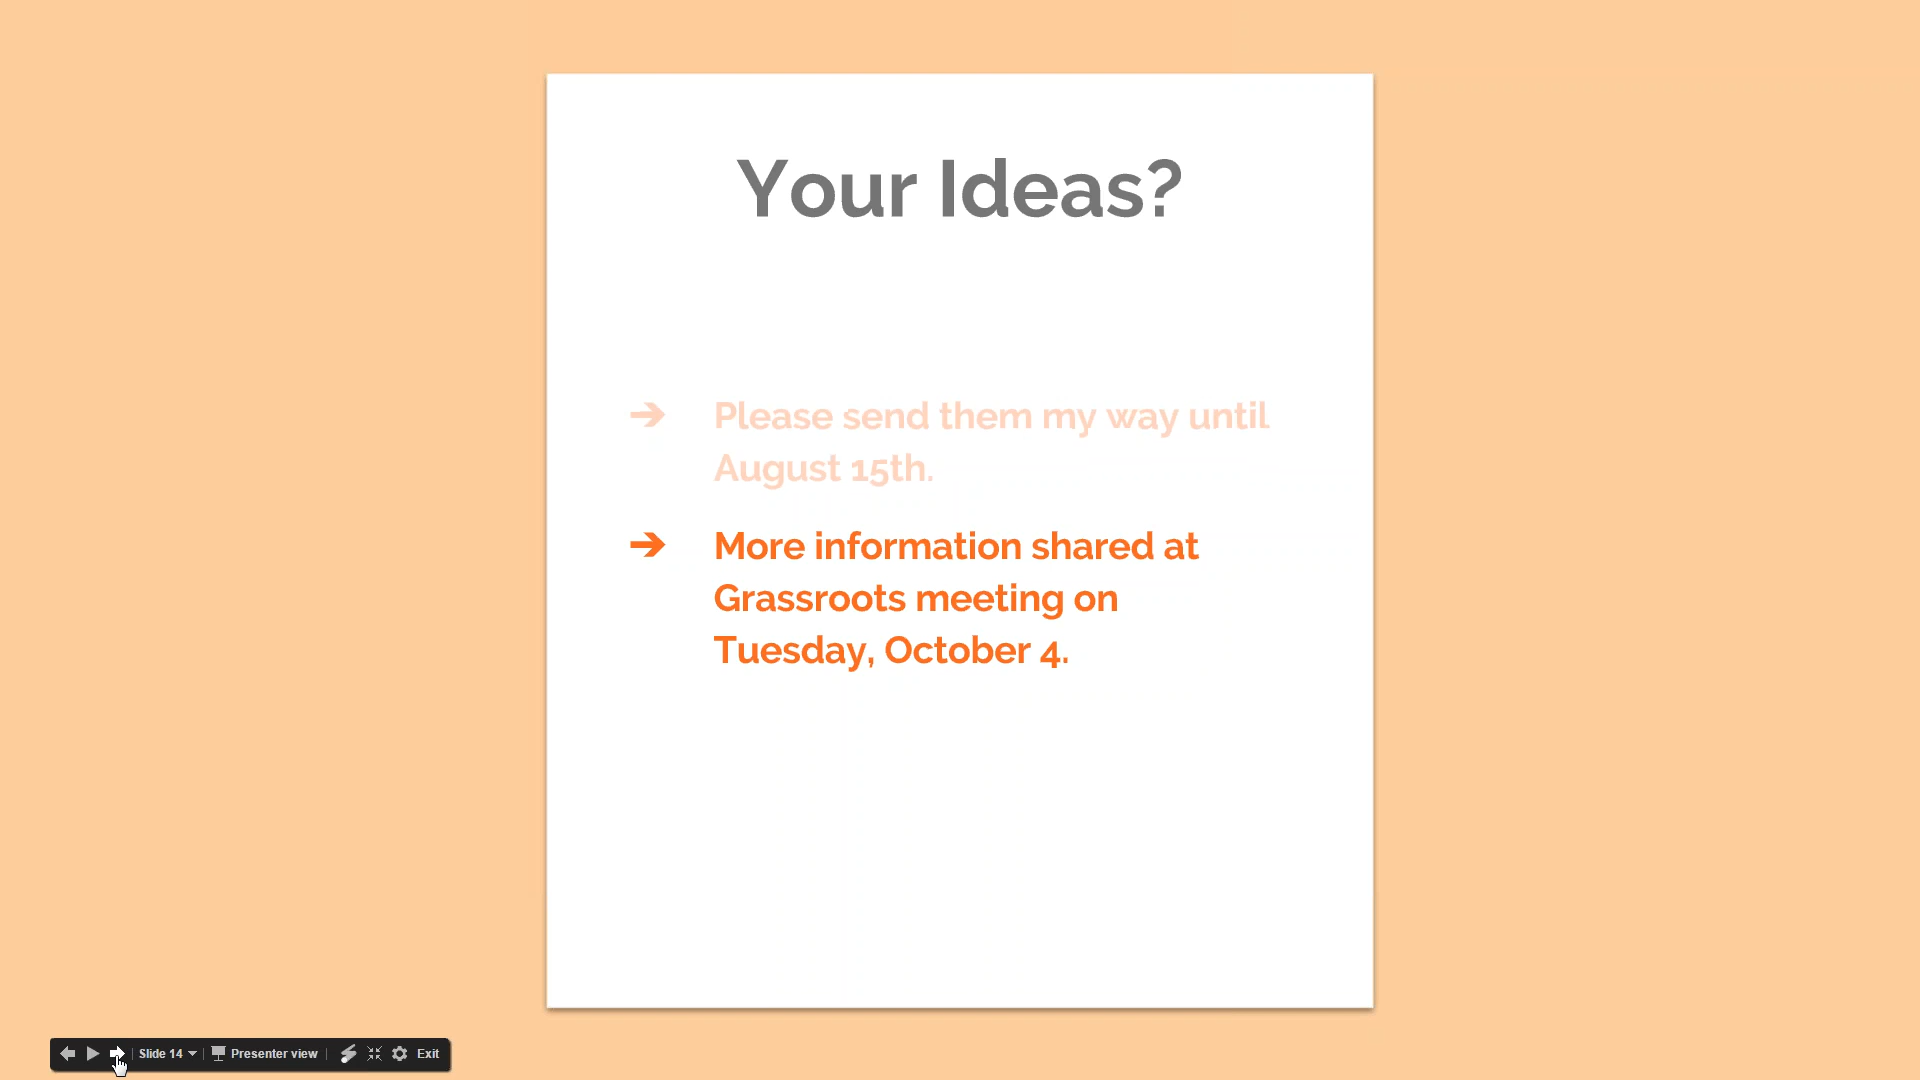 Your Ideas?
➔ Please send them my way until
August 15th.
➔ More information shared at
Grassroots meeting on
Tuesday, October 4.
Slide 14 Presenter view Exit